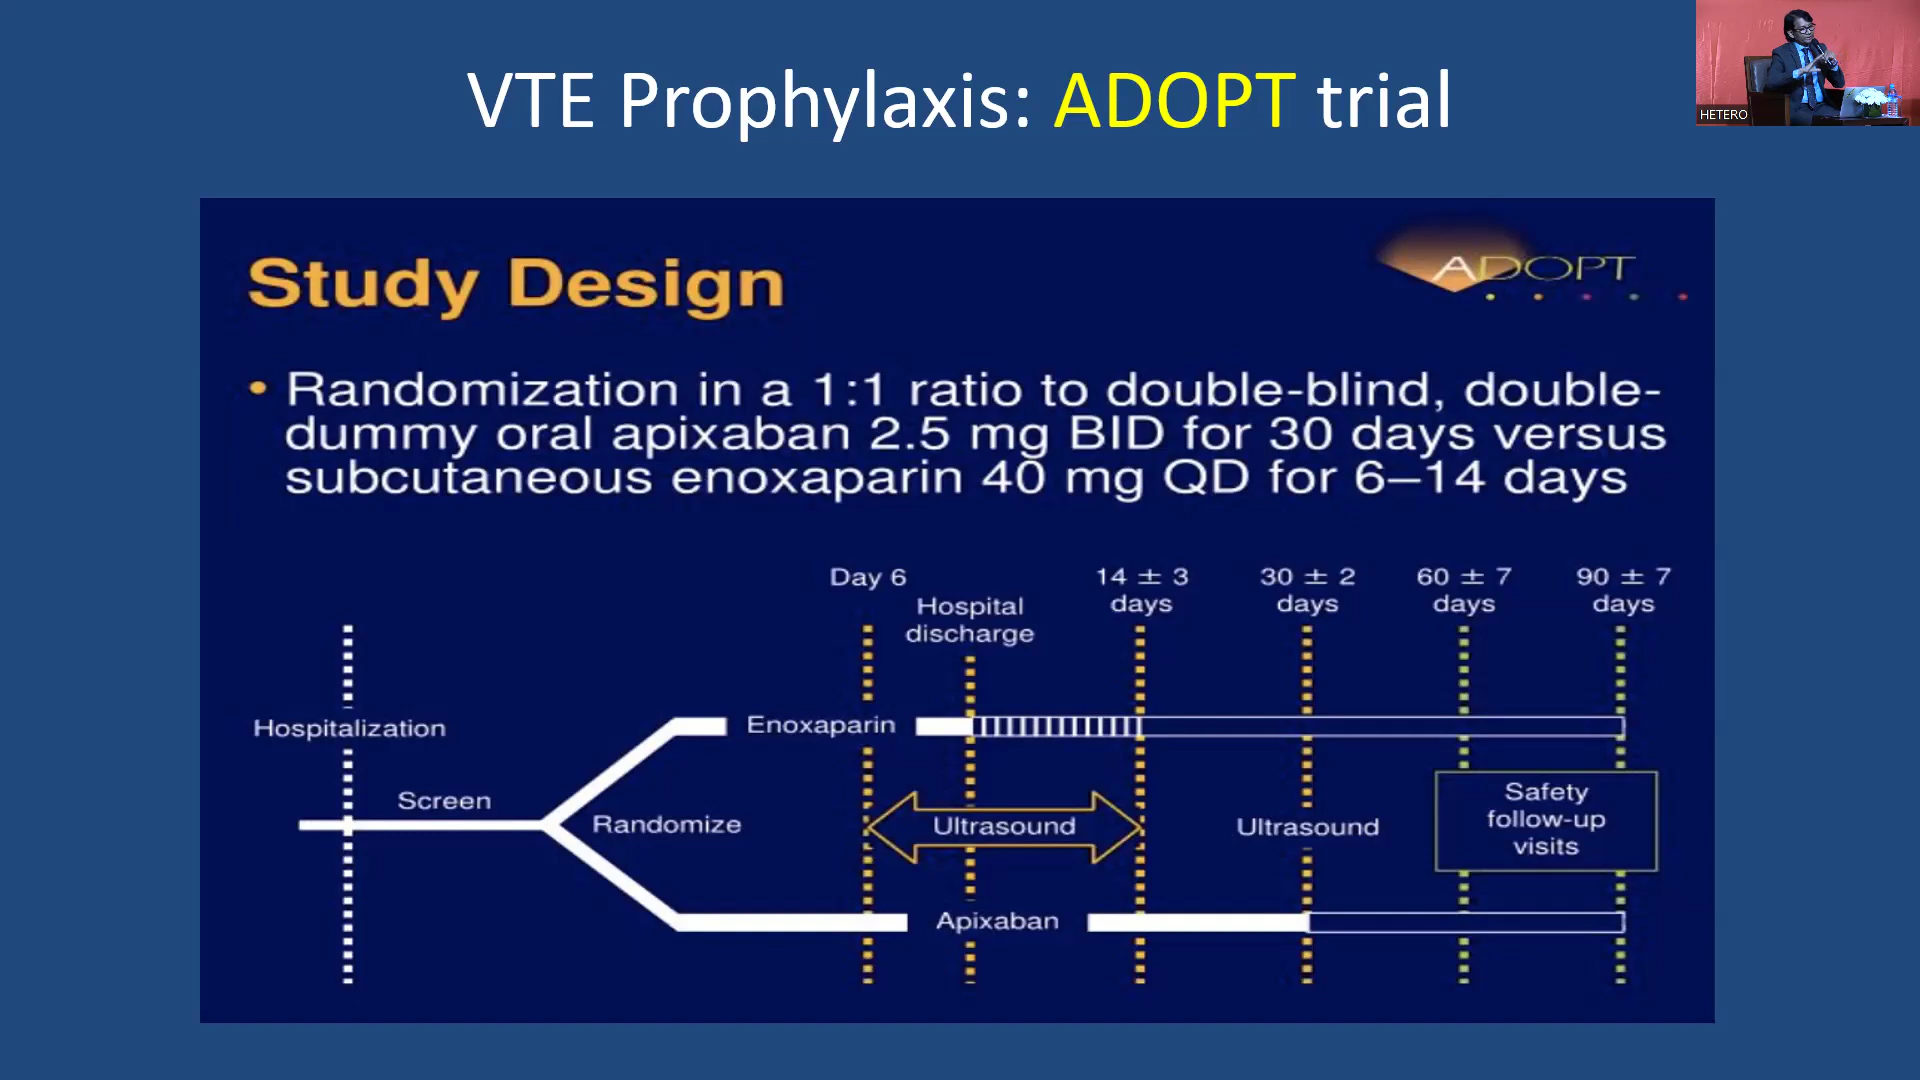 VTE Prophylaxis: ADOPT trial
HETERO
Study Design
ADOPT
• Randomization in a 1:1 ratio to double-blind, double-
dummy oral apixaban 2.5 mg BID for 30 days versus
subcutaneous enoxaparin 40 mg QD for 6–14 days
Day 6
Hospital
discharge
14 ± 3
days
30 ± 2
days
60 ± 7
days
90 ± 7
days
Hospitalization
Enoxaparin
Screen
Randomize
Ultrasound
Ultrasound
Safety
follow-up
visits
Apixaban